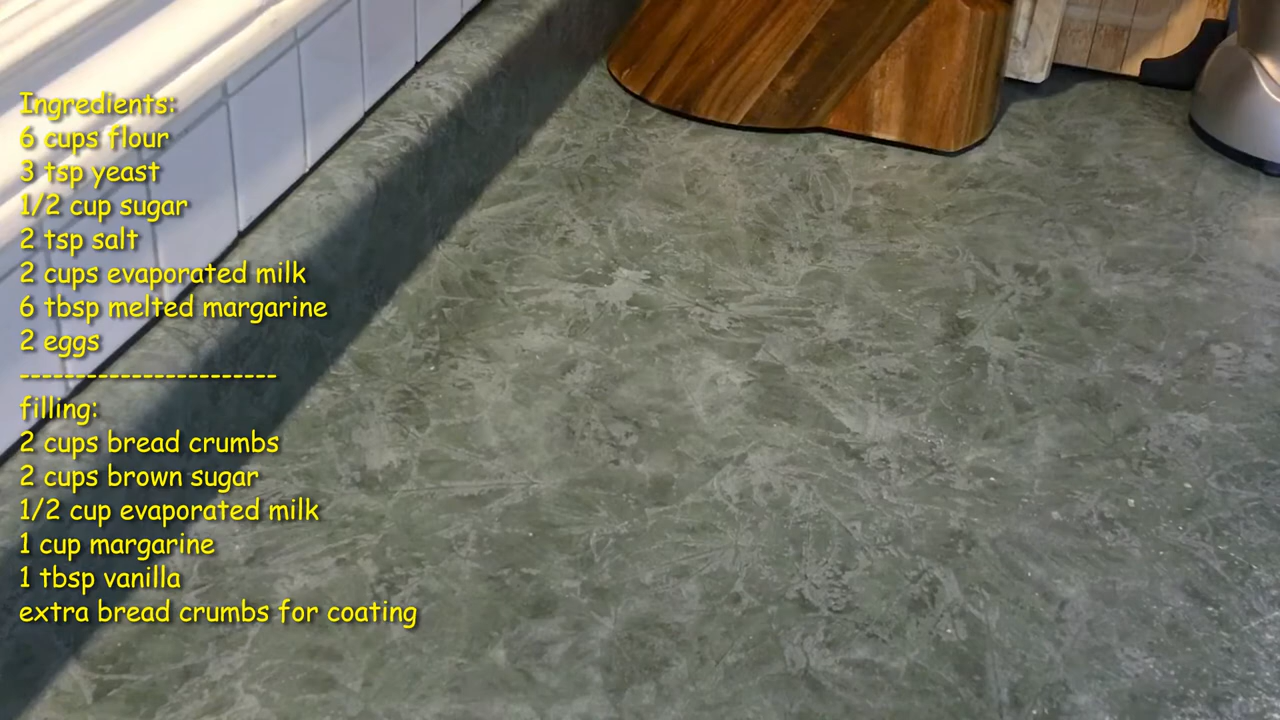 Ingredients:
6 cups flour
3 tsp yeast
1/2 cup sugar
2 tsp salt
2 cups evaporated milk
6 tbsp melted margarine
2 eggs
-----------------------
filling:
2 cups bread crumbs
2 cups brown sugar
1/2 cup evaporated milk
1 cup margarine
1 tbsp vanilla
extra bread crumbs for coating